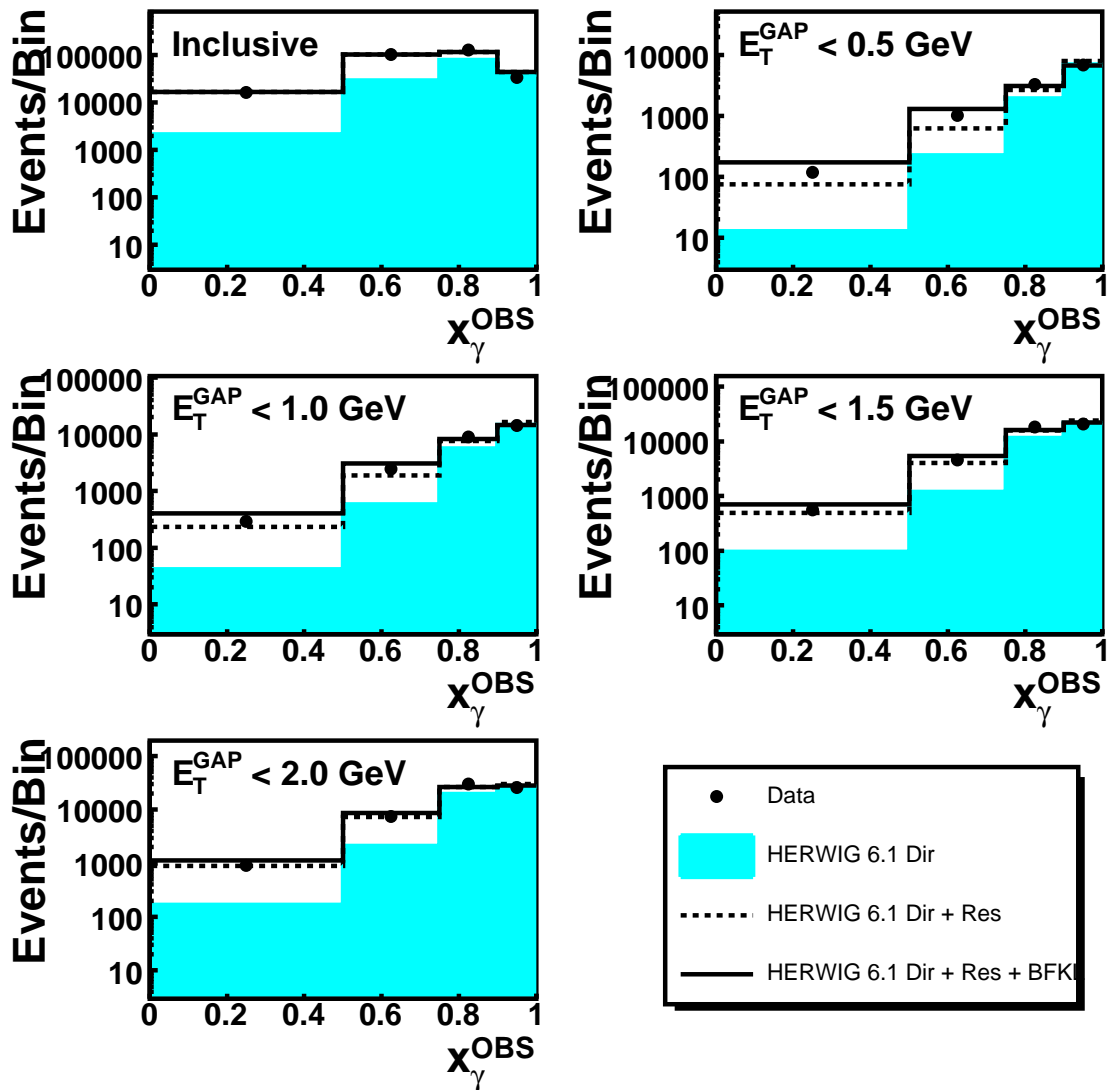 Inclusive
Events/Bin
100000
10000
1000
100
10
0 0.2 0.4 0.6 0.8 1
x_γ^OBS
E_T^GAP < 0.5 GeV
Events/Bin
10000
1000
100
10
0 0.2 0.4 0.6 0.8 1
x_γ^OBS
E_T^GAP < 1.0 GeV
Events/Bin
100000
10000
1000
100
10
0 0.2 0.4 0.6 0.8 1
x_γ^OBS
E_T^GAP < 1.5 GeV
Events/Bin
100000
10000
1000
100
10
0 0.2 0.4 0.6 0.8 1
x_γ^OBS
E_T^GAP < 2.0 GeV
Events/Bin
100000
10000
1000
100
10
0 0.2 0.4 0.6 0.8 1
x_γ^OBS
Data
HERWIG 6.1 Dir
HERWIG 6.1 Dir + Res
HERWIG 6.1 Dir + Res + BFKL